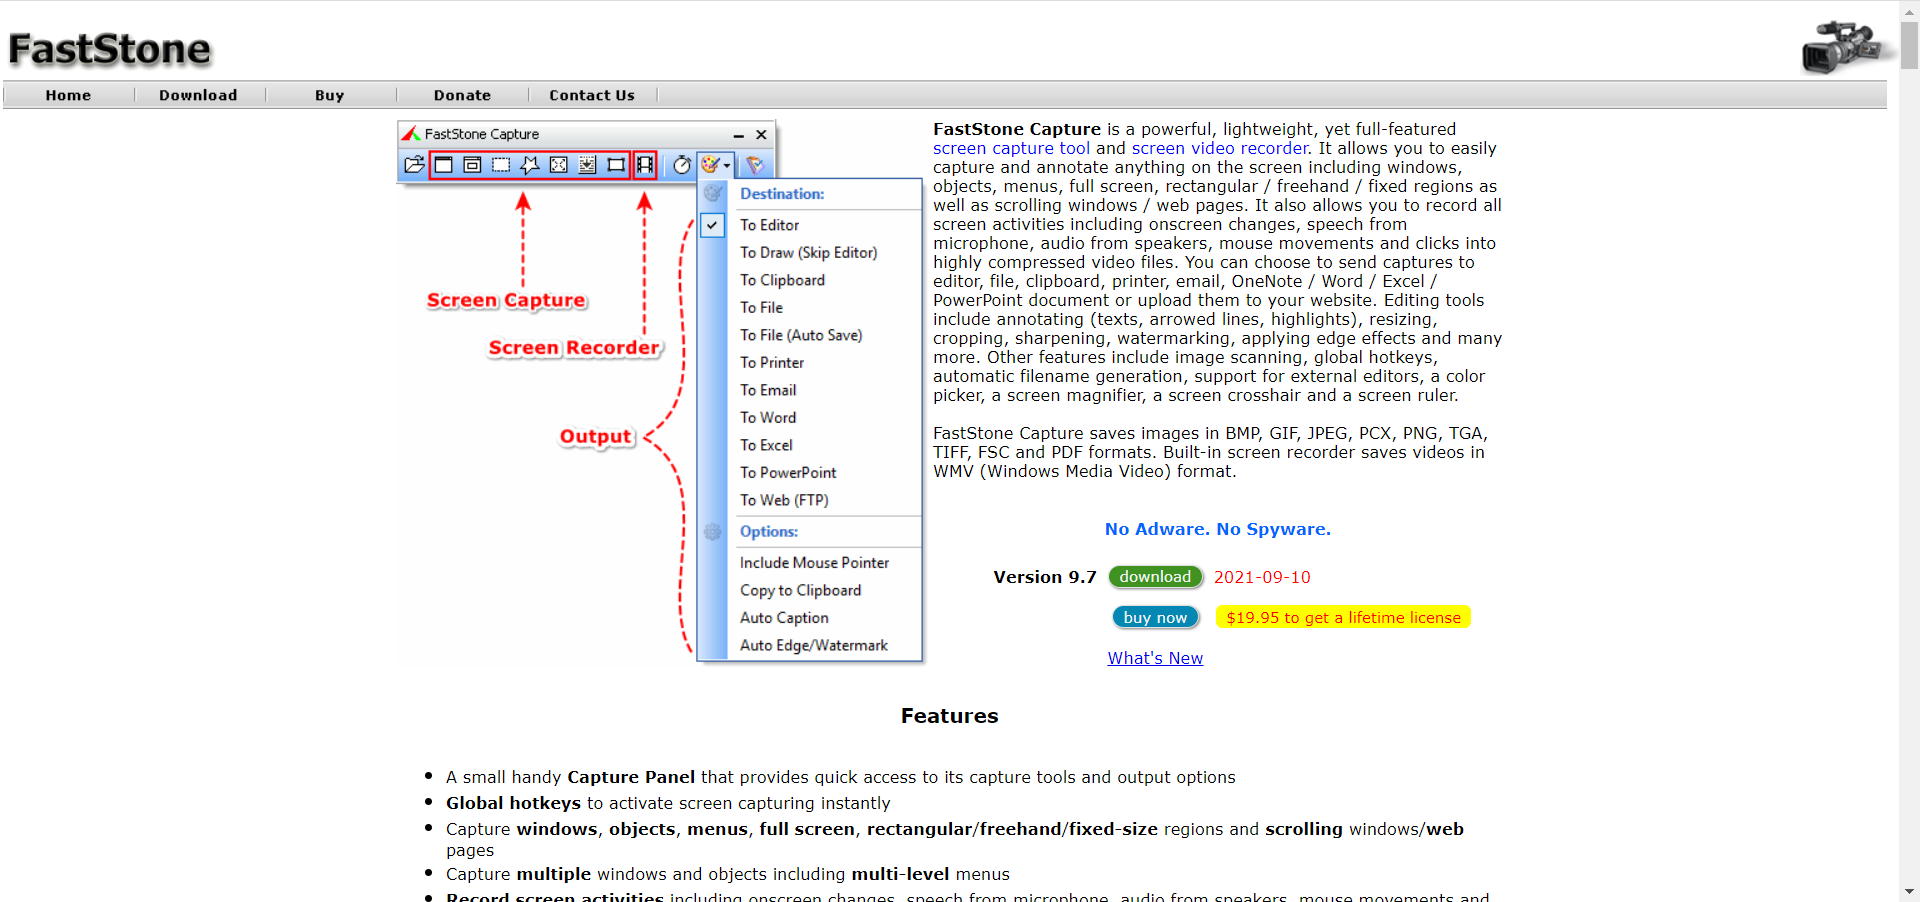 FastStone
Home Download Buy Donate Contact Us
FastStone Capture
Screen Capture
Screen Recorder
Output
Destination:
To Editor
To Draw (Skip Editor)
To Clipboard
To File
To File (Auto Save)
To Printer
To Email
To Word
To Excel
To PowerPoint
To Web (FTP)
Options:
Include Mouse Pointer
Copy to Clipboard
Auto Caption
Auto Edge/Watermark
FastStone Capture is a powerful, lightweight, yet full-featured
screen capture tool and screen video recorder. It allows you to easily
capture and annotate anything on the screen including windows,
objects, menus, full screen, rectangular / freehand / fixed regions as
well as scrolling windows / web pages. It also allows you to record all
screen activities including onscreen changes, speech from
microphone, audio from speakers, mouse movements and clicks into
highly compressed video files. You can choose to send captures to
editor, file, clipboard, printer, email, OneNote / Word / Excel /
PowerPoint document or upload them to your website. Editing tools
include annotating (texts, arrowed lines, highlights), resizing,
cropping, sharpening, watermarking, applying edge effects and many
more. Other features include image scanning, global hotkeys,
automatic filename generation, support for external editors, a color
picker, a screen magnifier, a screen crosshair and a screen ruler.
FastStone Capture saves images in BMP, GIF, JPEG, PCX, PNG, TGA,
TIFF, FSC and PDF formats. Built-in screen recorder saves videos in
WMV (Windows Media Video) format.
No Adware. No Spyware.
Version 9.7 download 2021-09-10
buy now $19.95 to get a lifetime license
What's New
Features
A small handy Capture Panel that provides quick access to its capture tools and output options
Global hotkeys to activate screen capturing instantly
Capture windows, objects, menus, full screen, rectangular/freehand/fixed-size regions and scrolling windows/web
pages
Capture multiple windows and objects including multi-level menus
Record screen activities including onscreen changes, speech from microphone, audio from speakers, mouse movements and